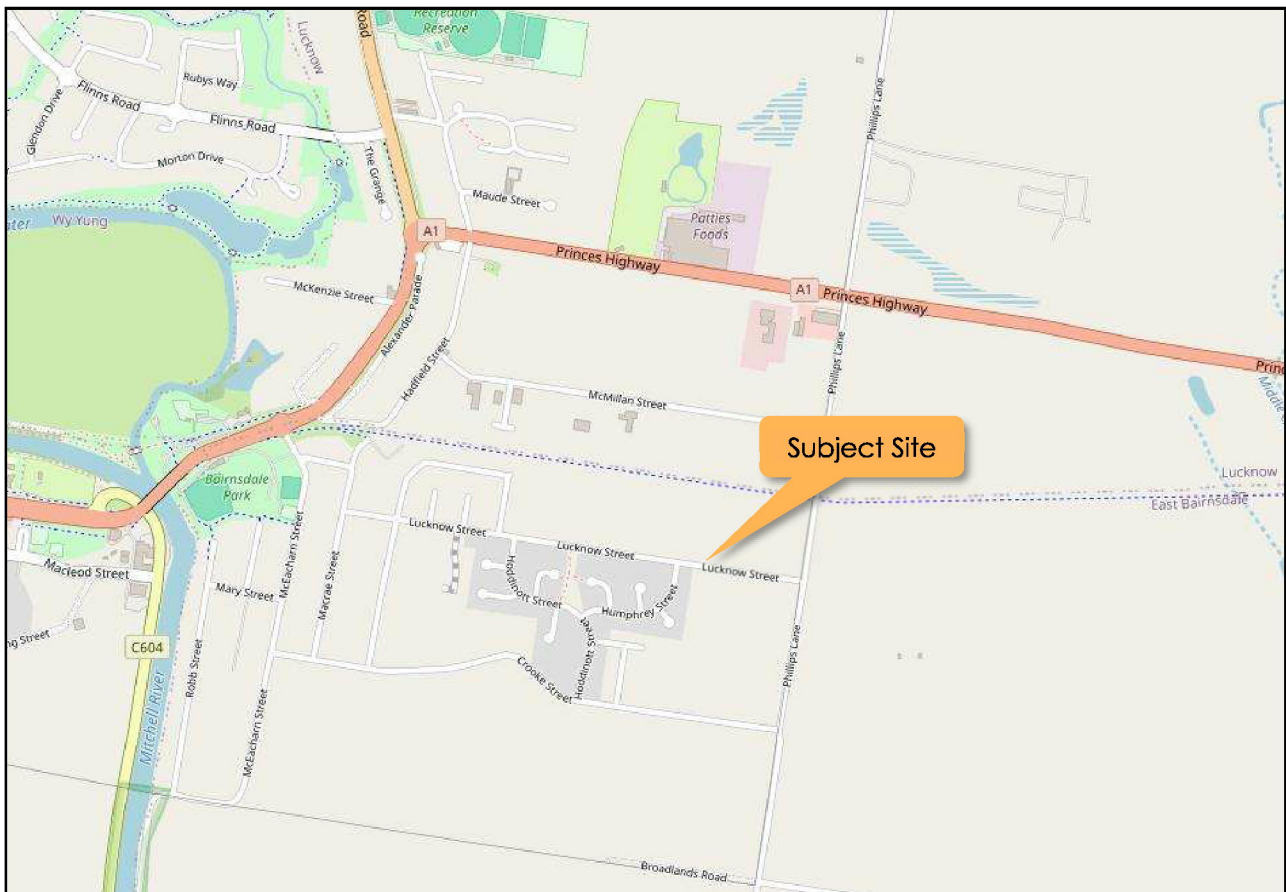 Recreation
Reserve
Road
Lucknow
Rubys Way
Flinns Road
Flinns Road
Glendon Drive
Morton Drive
The Grange
Phillips Lane
Maude Street
Patties
Foods
Wy Yung
A1
Princes Highway
A1
Princes Highway
McKenzie Street
Alexander Parade
Hadfield Street
Phillips Lane
McMillan Street
Subject Site
Lucknow
East Bairnsdale
Bairnsdale
Park
Lucknow Street
Lucknow Street
Lucknow Street
Macleod Street
McEacharn Street
Macrae Street
Mary Street
Hoddinott Street
Humphrey Street
Hoddinott Street
C604
Robb Street
Crooke Street
Phillips Lane
Mitchell River
McEacharn Street
Broadlands Road